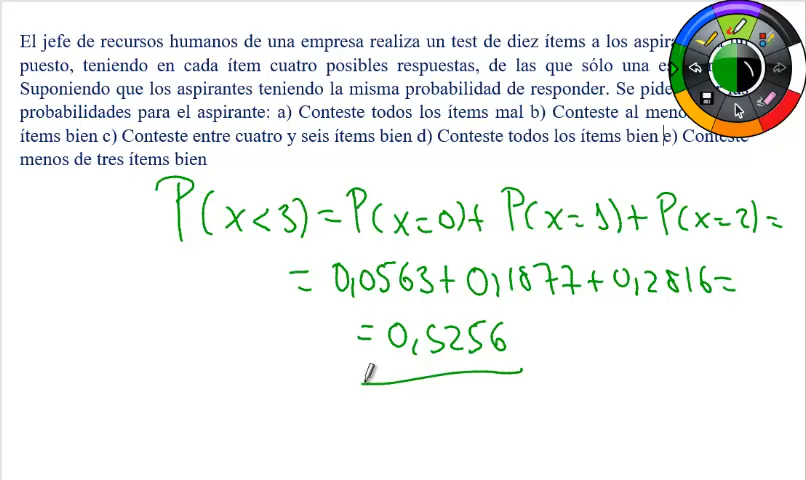 El jefe de recursos humanos de una empresa realiza un test de diez ítems a los
puesto, teniendo en cada ítem cuatro posibles respuestas, de las que sólo una
Suponiendo que los aspirantes teniendo la misma probabilidad de responder. Se
probabilidades para el aspirante: a) Conteste todos los ítems mal b) Conteste al
ítems bien c) Conteste entre cuatro y seis ítems bien d) Conteste todos los ítems bien e) Conteste
menos de tres ítems bien
P(x<3)=P(x=0)+P(x=1)+P(x=2)=
=0,0563+0,1877+0,2816=
=0,5256